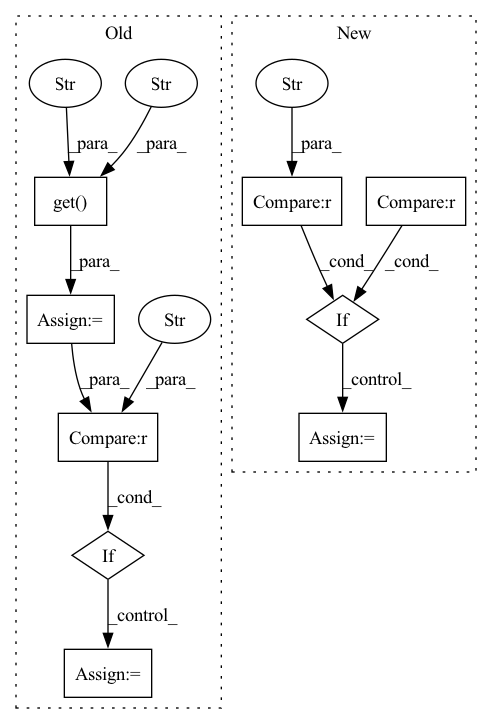 Old
New
Str
Str
Str
_para_
_para_
_para_
get()
Compare:r
Compare:r
_para_
_cond_
_cond_
Assign:=
Str
If
_para_
_para_
_control_
Compare:r
Assign:=
_cond_
If
_control_
Assign:=